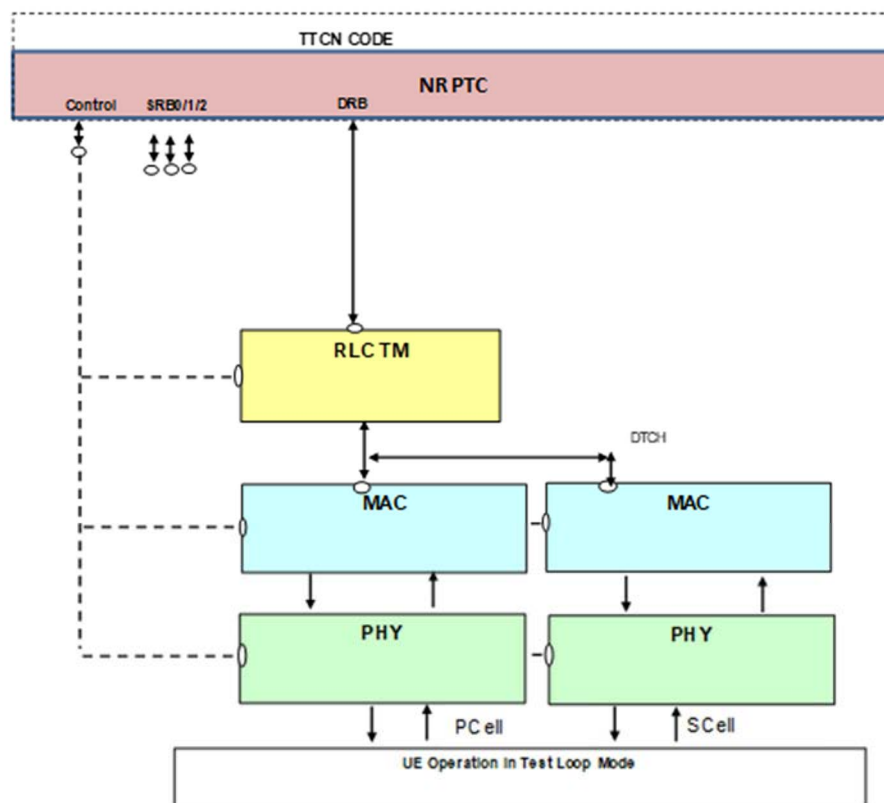 TTCN CODE
NR PTC
Control
SRB0/1/2
DRB
RLC TM
DTCH
MAC
MAC
PHY
PHY
PCell
SCell
UE Operation in Test Loop Mode